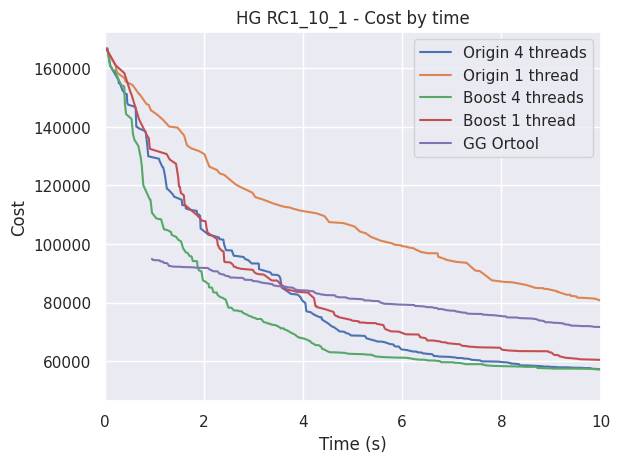 HG RC1_10_1 - Cost by time
Origin 4 threads
Origin 1 thread
Boost 4 threads
Boost 1 thread
GG Ortool
Cost
160000
140000
120000
100000
80000
60000
0 2 4 6 8 10
Time (s)